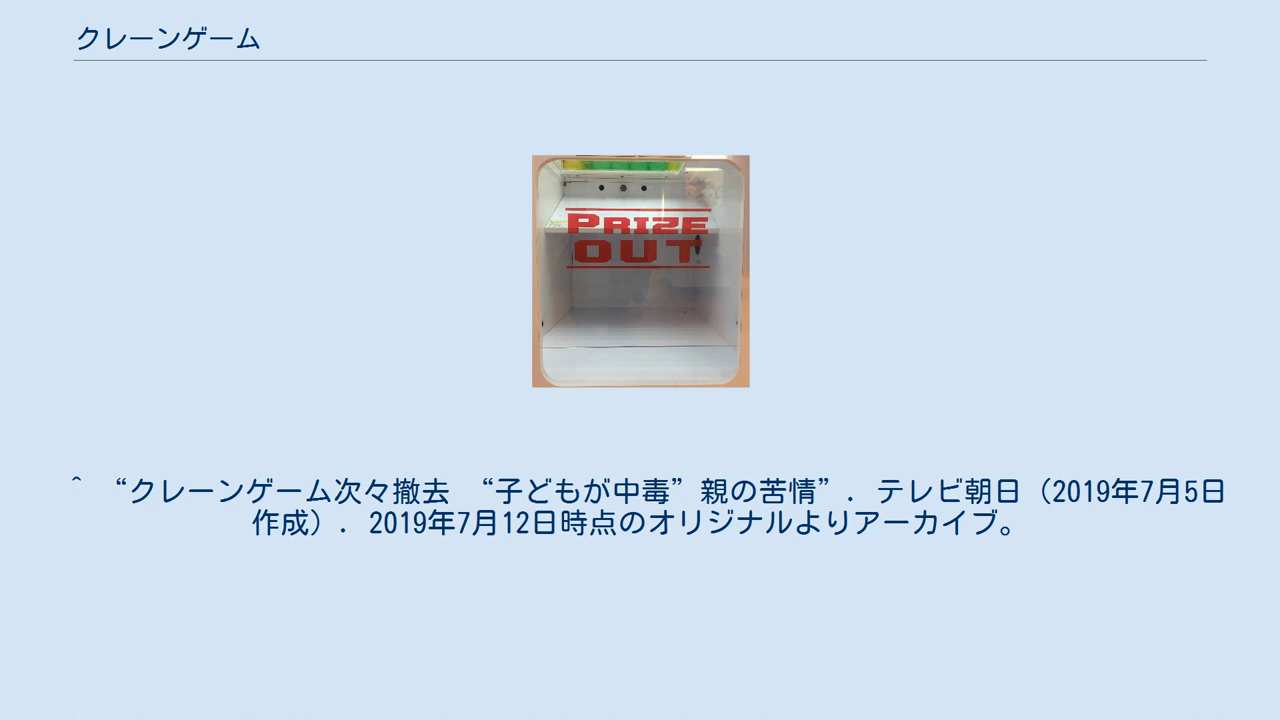 クレーンゲーム
PRIZE
OUT
^ “クレーンゲーム次々撤去 “子どもが中毒”親の苦情”. テレビ朝日（2019年7月5日
作成）. 2019年7月12日時点のオリジナルよりアーカイブ。